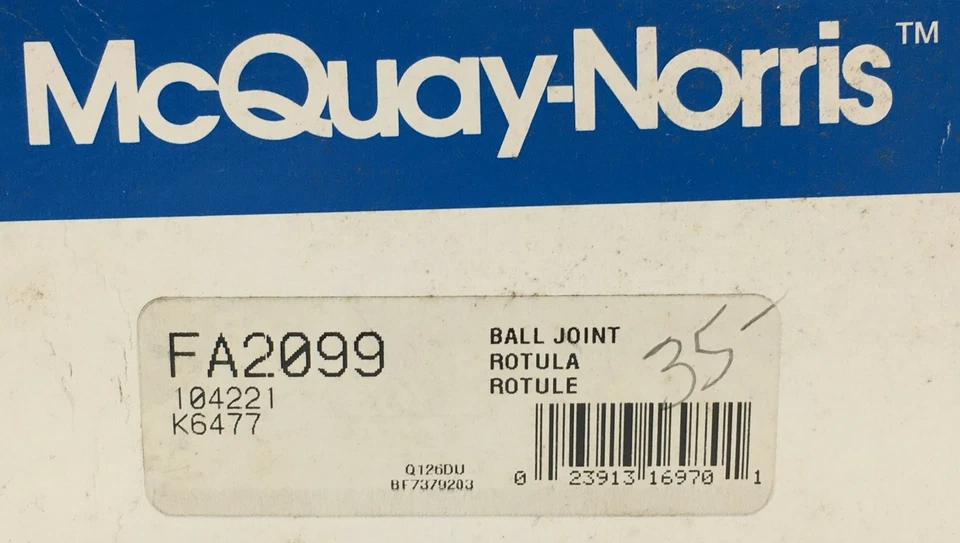 McQuay-Norris™
FA2099
104221
K6477
BALL JOINT
ROTULA
ROTULE
35-
Q126DU
BF7379203
0 23913 16970 1